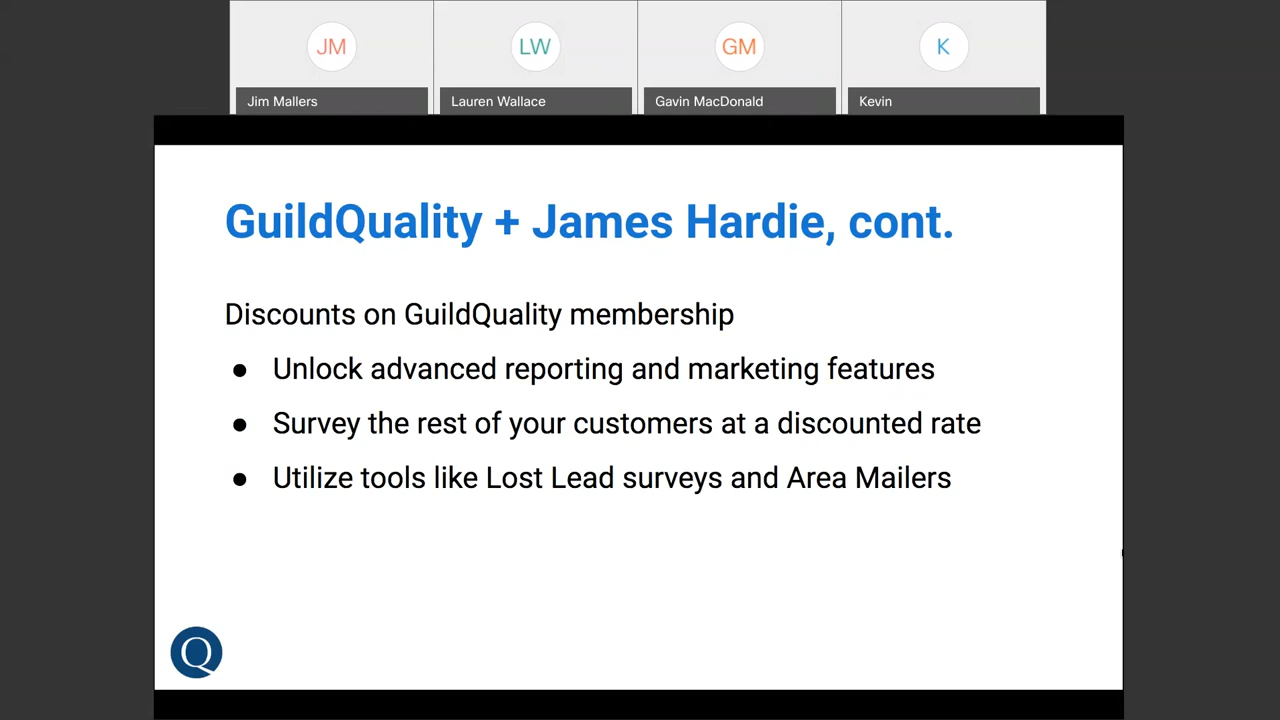 JM
LW
GM
K
Jim Mallers
Lauren Wallace
Gavin MacDonald
Kevin
GuildQuality + James Hardie, cont.
Discounts on GuildQuality membership
● Unlock advanced reporting and marketing features
● Survey the rest of your customers at a discounted rate
● Utilize tools like Lost Lead surveys and Area Mailers
Q